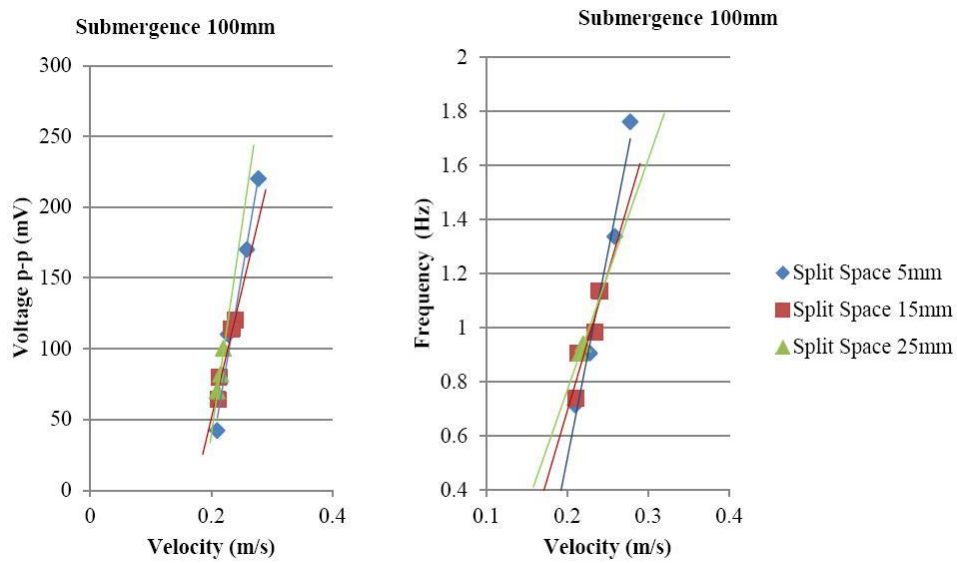 Submergence 100mm
300
250
200
150
100
50
0
0
0.2
0.4
Voltage p-p (mV)
Velocity (m/s)
Submergence 100mm
2
1.8
1.6
1.4
1.2
1
0.8
0.6
0.4
0.1
0.2
0.3
0.4
Frequency (Hz)
Velocity (m/s)
Split Space 5mm
Split Space 15mm
Split Space 25mm